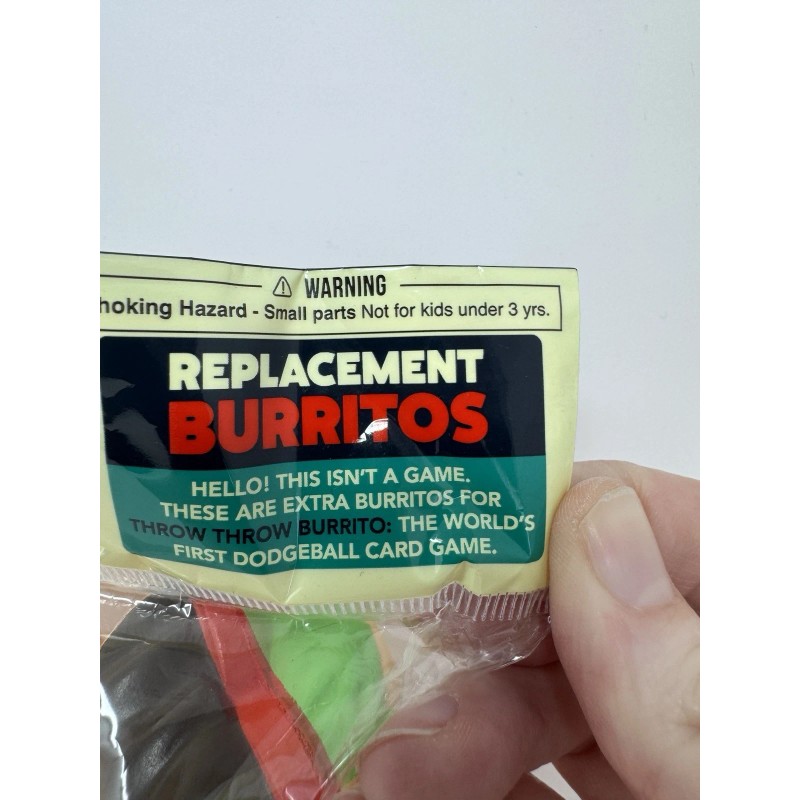 WARNING
hoking Hazard - Small parts Not for kids under 3 yrs.
REPLACEMENT
BURRITOS
HELLO! THIS ISN'T A GAME.
THESE ARE EXTRA BURRITOS FOR
THROW THROW BURRITO: THE WORLD'S
FIRST DODGEBALL CARD GAME.